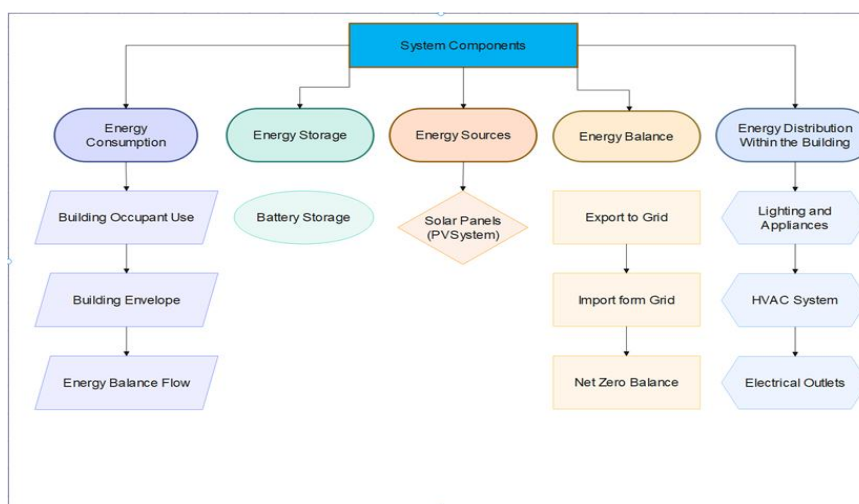 System Components
Energy
Consumption
Energy Storage
Energy Sources
Energy Balance
Energy Distribution
Within the Building
Building Occupant Use
Battery Storage
Solar Panels
(PVSystem)
Export to Grid
Lighting and
Appliances
Building Envelope
Import form Grid
HVAC System
Energy Balance Flow
Net Zero Balance
Electrical Outlets